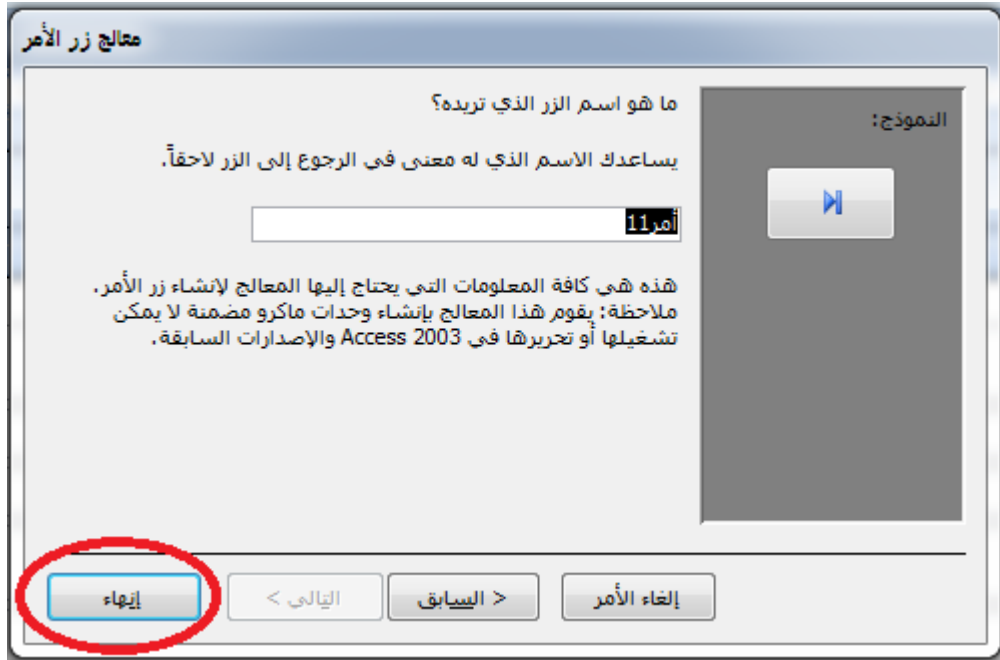 معالج زر الأمر
النموذج:
ما هو اسم الزر الذي تريده؟
يساعدك الاسم الذي له معنى في الرجوع إلى الزر لاحقاً.
أمر11
هذه هي كافة المعلومات التي يحتاج إليها المعالج لإنشاء زر الأمر.
ملاحظة: يقوم هذا المعالج بإنشاء وحدات ماكرو مضمنة لا يمكن
تشغيلها أو تحريرها في Access 2003 والإصدارات السابقة.
إلغاء الأمر
< السابق
التالي >
إنهاء